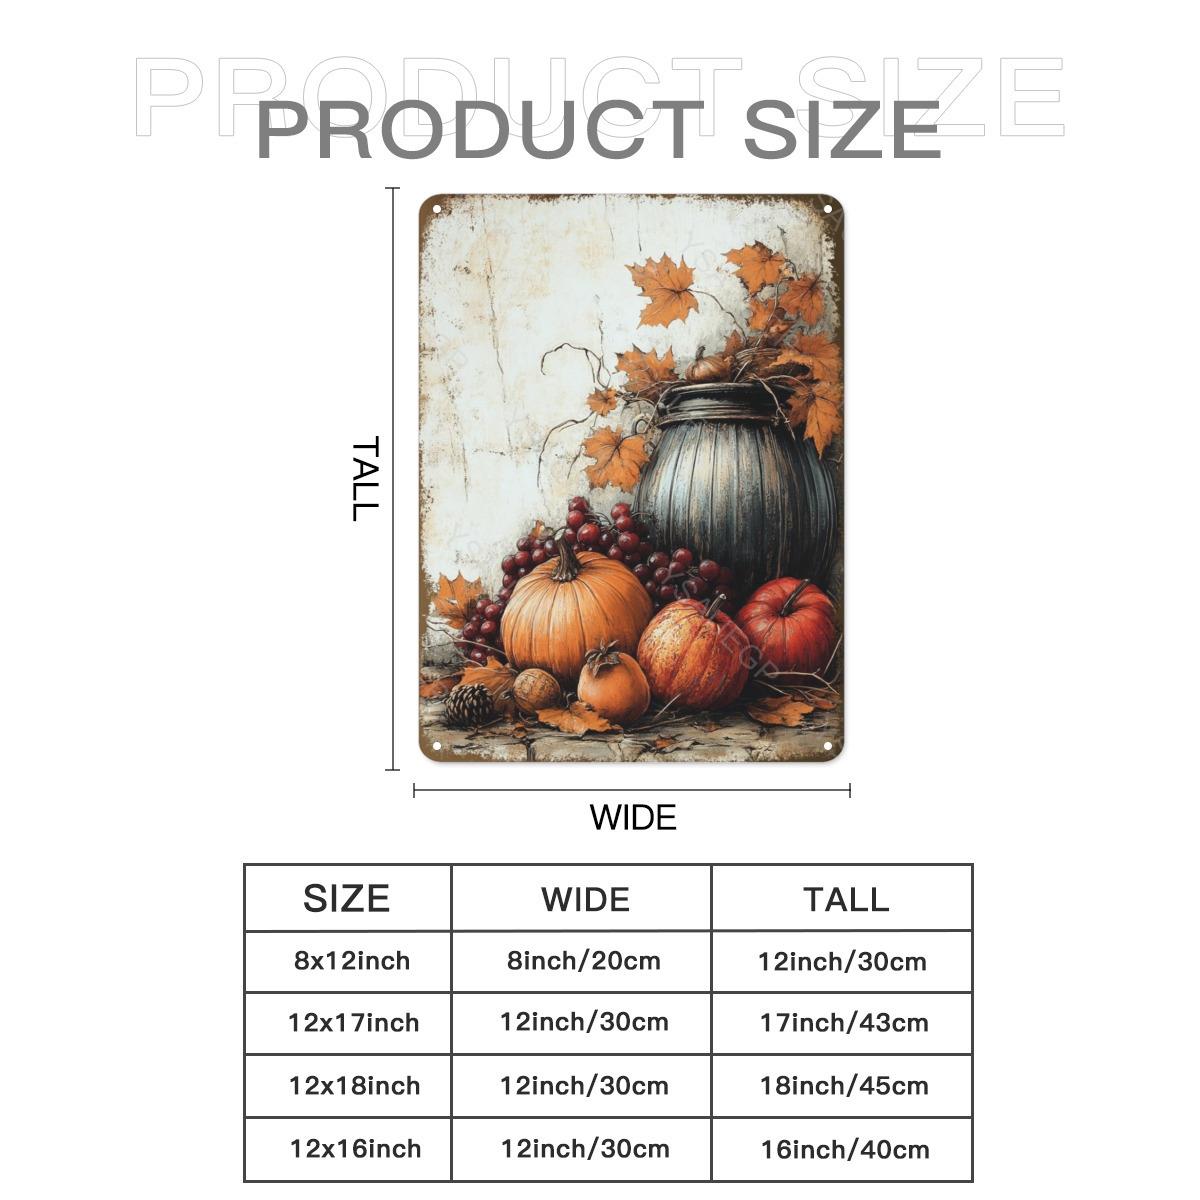 PRODUCT SIZE
PRODUCT SIZE
TALL
WIDE
SIZE WIDE TALL
8x12inch 8inch/20cm 12inch/30cm
12x17inch 12inch/30cm 17inch/43cm
12x18inch 12inch/30cm 18inch/45cm
12x16inch 12inch/30cm 16inch/40cm